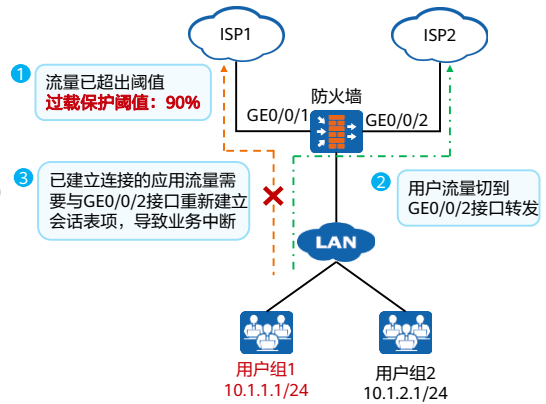 ISP1
ISP2
1
流量已超出阈值
过载保护阈值：90%
防火墙
GE0/0/1
GE0/0/2
3
已建立连接的应用流量需
要与GE0/0/2接口重新建立
会话表项，导致业务中断
2
用户流量切到
GE0/0/2接口转发
LAN
用户组1
10.1.1.1/24
用户组2
10.1.2.1/24